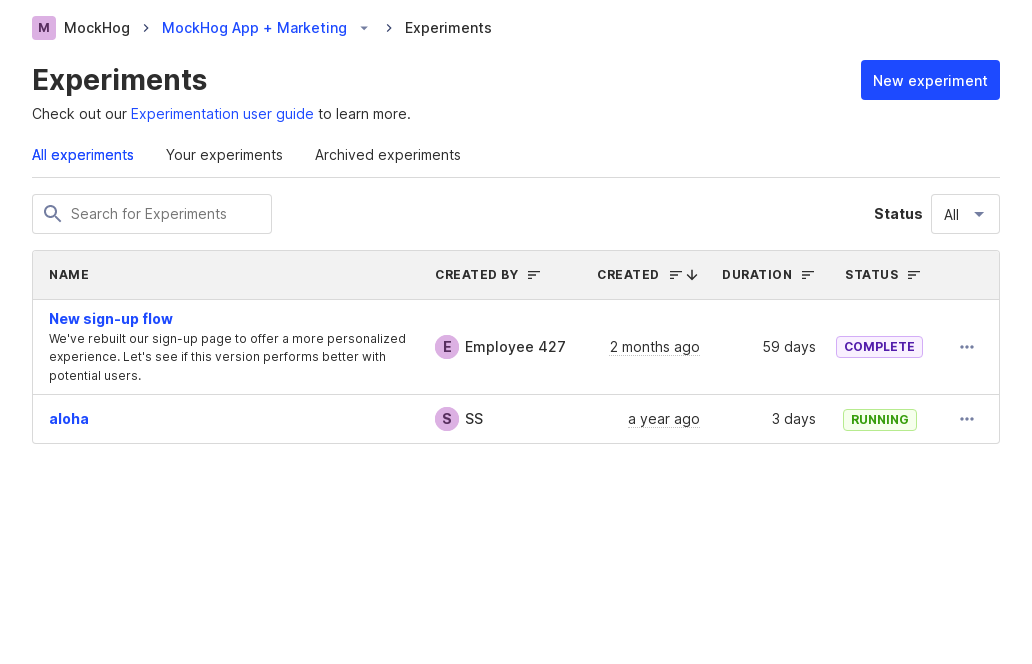 M MockHog MockHog App + Marketing Experiments
Experiments
New experiment
Check out our Experimentation user guide to learn more.
All experiments Your experiments Archived experiments
Search for Experiments Status All
NAME CREATED BY CREATED DURATION STATUS
New sign-up flow
We've rebuilt our sign-up page to offer a more personalized
experience. Let's see if this version performs better with
potential users.
E Employee 427 2 months ago 59 days COMPLETE
aloha S SS a year ago 3 days RUNNING